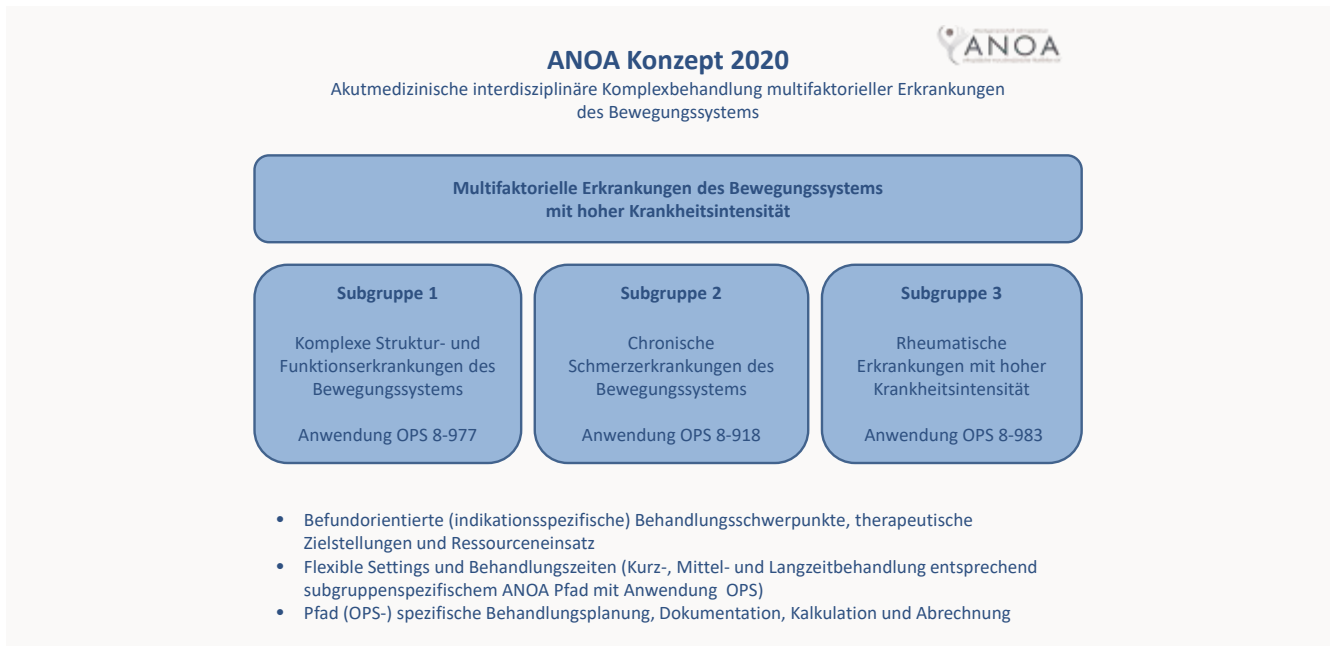 ANOA
ANOA Konzept 2020
Akutmedizinische interdisziplinäre Komplexbehandlung multifaktorieller Erkrankungen
des Bewegungssystems
Multifaktorielle Erkrankungen des Bewegungssystems
mit hoher Krankheitsintensität
Subgruppe 1
Komplexe Struktur- und
Funktionserkrankungen des
Bewegungssystems
Anwendung OPS 8-977
Subgruppe 2
Chronische
Schmerzerkrankungen des
Bewegungssystems
Anwendung OPS 8-918
Subgruppe 3
Rheumatische
Erkrankungen mit hoher
Krankheitsintensität
Anwendung OPS 8-983
• Befundorientierte (indikationsspezifische) Behandlungsschwerpunkte, therapeutische
Zielstellungen und Ressourceneinsatz
• Flexible Settings und Behandlungszeiten (Kurz-, Mittel- und Langzeitbehandlung entsprechend
subgruppenspezifischem ANOA Pfad mit Anwendung OPS)
• Pfad (OPS-) spezifische Behandlungsplanung, Dokumentation, Kalkulation und Abrechnung